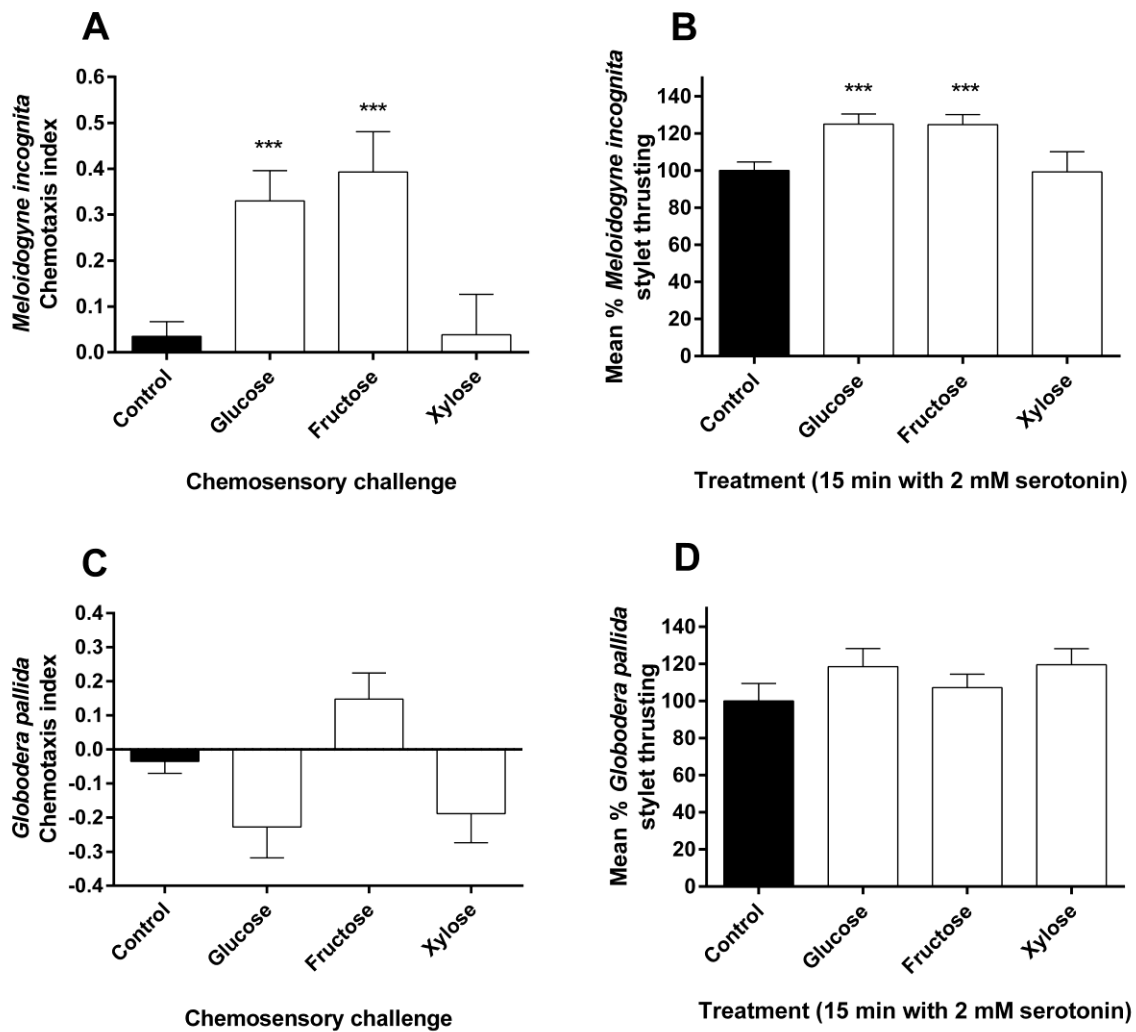 A
Meloidogyne incognita
Chemotaxis index
0.6
0.5
0.4
0.3
0.2
0.1
0.0
***
***
Control
Glucose
Fructose
Xylose
Chemosensory challenge
B
Mean % Meloidogyne incognita
stylet thrusting
140
120
100
80
60
40
20
0
***
***
Control
Glucose
Fructose
Xylose
Treatment (15 min with 2 mM serotonin)
C
Globodera pallida
Chemotaxis index
0.4
0.3
0.2
0.1
0.0
-0.1
-0.2
-0.3
-0.4
Control
Glucose
Fructose
Xylose
Chemosensory challenge
D
Mean % Globodera pallida
stylet thrusting
140
120
100
80
60
40
20
0
Control
Glucose
Fructose
Xylose
Treatment (15 min with 2 mM serotonin)